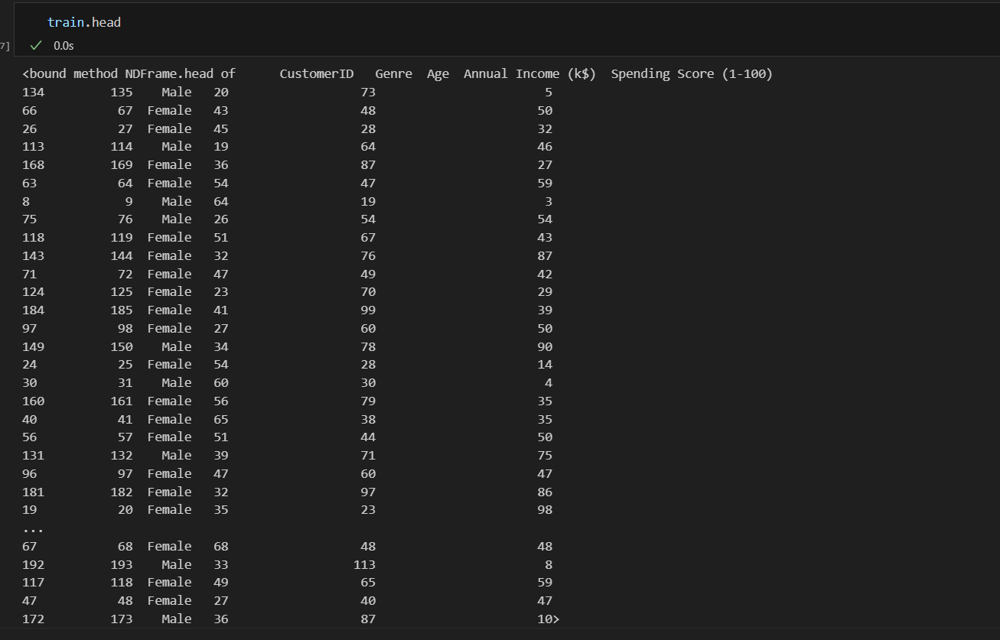 train.head
7]
✓ 0.0s
<bound method NDFrame.head of      CustomerID   Genre  Age  Annual Income (k$)  Spending Score (1-100)
134         135    Male   20                  73                       5
66           67  Female   43                  48                      50
26           27  Female   45                  28                      32
113         114    Male   19                  64                      46
168         169  Female   36                  87                      27
63           64  Female   54                  47                      59
8             9    Male   64                  19                       3
75           76    Male   26                  54                      54
118         119  Female   51                  67                      43
143         144  Female   32                  76                      87
71           72  Female   47                  49                      42
124         125  Female   23                  70                      29
184         185  Female   41                  99                      39
97           98  Female   27                  60                      50
149         150    Male   34                  78                      90
24           25  Female   54                  28                      14
30           31    Male   60                  30                       4
160         161  Female   56                  79                      35
40           41  Female   65                  38                      35
56           57  Female   51                  44                      50
131         132    Male   39                  71                      75
96           97  Female   47                  60                      47
181         182  Female   32                  97                      86
19           20  Female   35                  23                      98
...
67           68  Female   68                  48                      48
192         193    Male   33                 113                       8
117         118  Female   49                  65                      59
47           48  Female   27                  40                      47
172         173    Male   36                  87                      10>